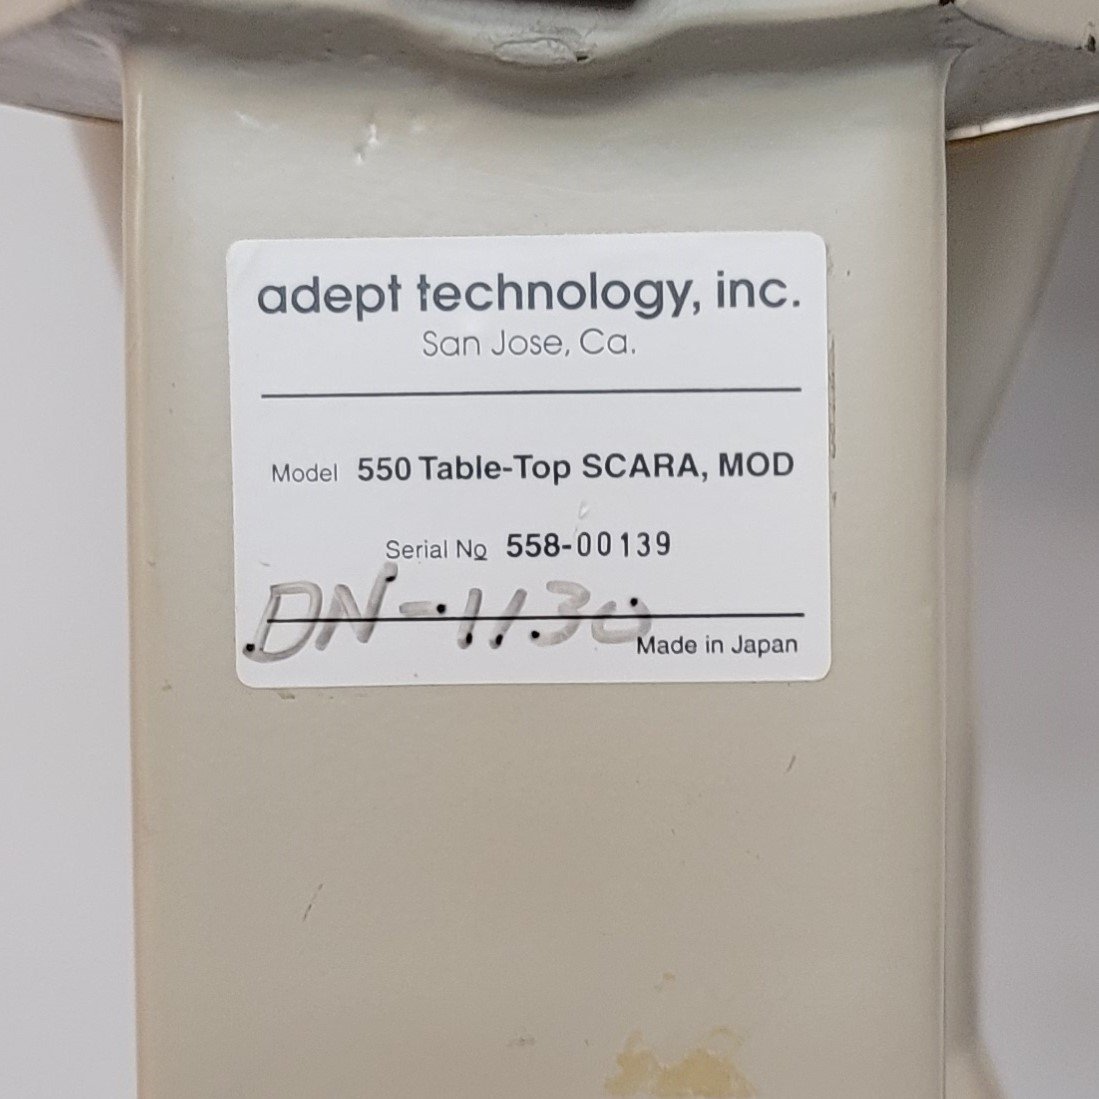 adept technology, inc.
San Jose, Ca.
Model 550 Table-Top SCARA, MOD
Serial No 558-00139
DN-1130
Made in Japan